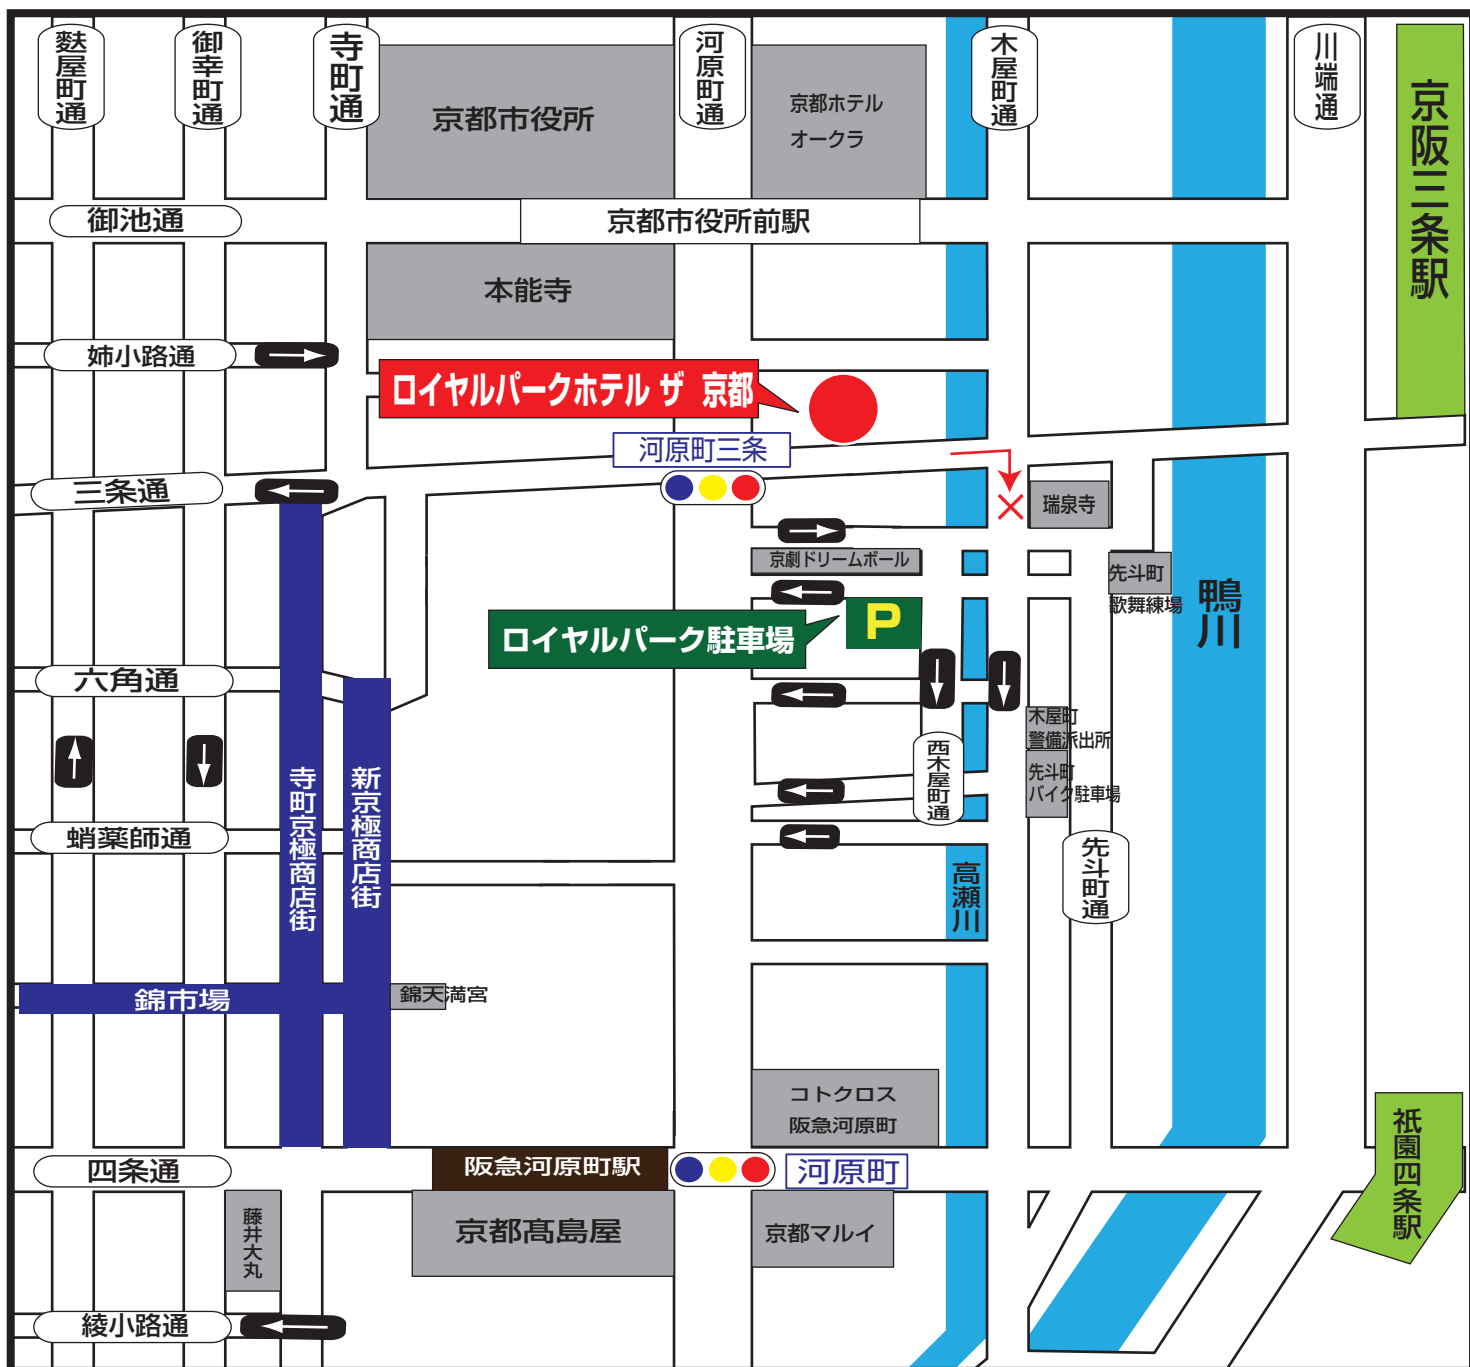 麩屋町通
御幸町通
寺町通
河原町通
木屋町通
川端通
京阪三条駅
京都市役所
京都ホテル
オークラ
御池通
京都市役所前駅
本能寺
姉小路通
ロイヤルパークホテル ザ 京都
河原町三条
三条通
瑞泉寺
京劇ドリームボール
先斗町
歌舞練場
鴨川
P
ロイヤルパーク駐車場
六角通
木屋町
警備派出所
先斗町
バイク駐車場
西木屋町通
寺町京極商店街
新京極商店街
蛸薬師通
先斗町通
高瀬川
錦市場
錦天満宮
コトクロス
阪急河原町
祇園四条駅
四条通
阪急河原町駅
河原町
藤井大丸
京都髙島屋
京都マルイ
綾小路通